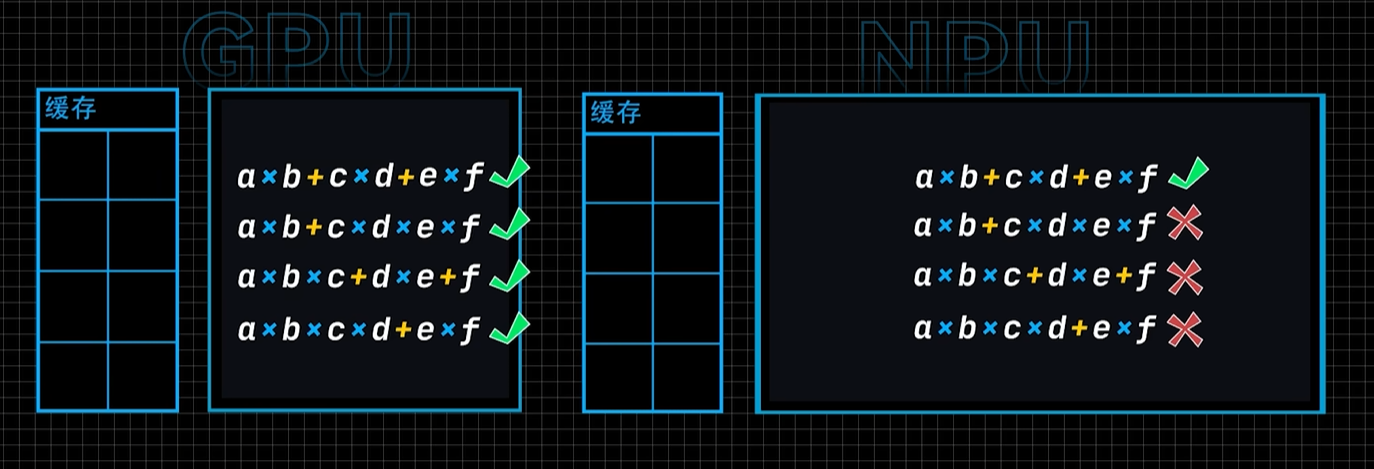 GPU
缓存
a×b+c×d+e×f
a×b+c×d×e×f
a×b×c+d×e+f
a×b×c×d+e×f
NPU
缓存
a×b+c×d+e×f
a×b+c×d×e×f
a×b×c+d×e+f
a×b×c×d+e×f